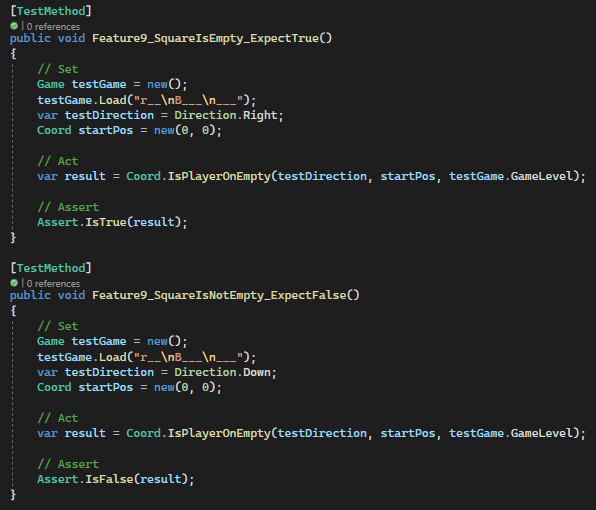 [TestMethod]
| 0 references
public void Feature9_SquareIsEmpty_ExpectTrue()
{
// Set
Game testGame = new();
testGame.Load("r__\nB___\n___");
var testDirection = Direction.Right;
Coord startPos = new(0, 0);
// Act
var result = Coord.IsPlayerOnEmpty(testDirection, startPos, testGame.GameLevel);
// Assert
Assert.IsTrue(result);
}
[TestMethod]
| 0 references
public void Feature9_SquareIsNotEmpty_ExpectFalse()
{
// Set
Game testGame = new();
testGame.Load("r__\nB___\n___");
var testDirection = Direction.Down;
Coord startPos = new(0, 0);
// Act
var result = Coord.IsPlayerOnEmpty(testDirection, startPos, testGame.GameLevel);
// Assert
Assert.IsFalse(result);
}